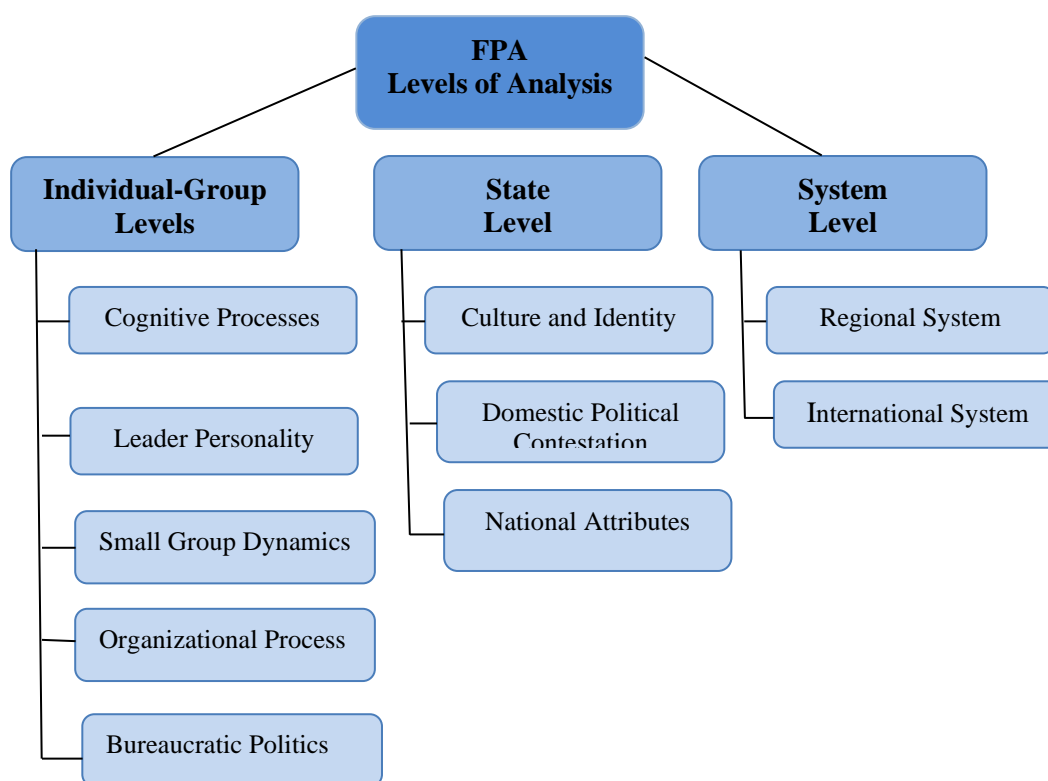 FPA
Levels of Analysis
Individual-Group
Levels
Cognitive Processes
Leader Personality
Small Group Dynamics
Organizational Process
Bureaucratic Politics
State
Level
Culture and Identity
Domestic Political
Contestation
National Attributes
System
Level
Regional System
International System